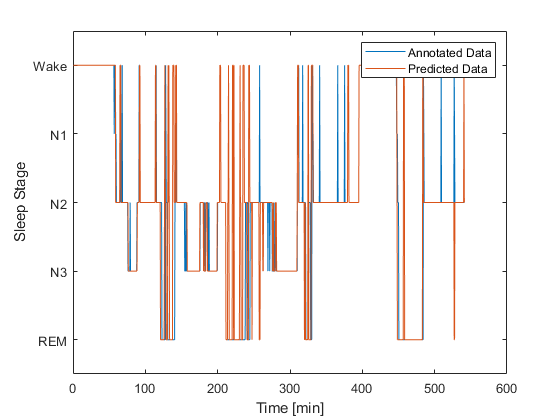 Annotated Data
Predicted Data
Wake
N1
N2
N3
REM
Sleep Stage
0 100 200 300 400 500 600
Time [min]